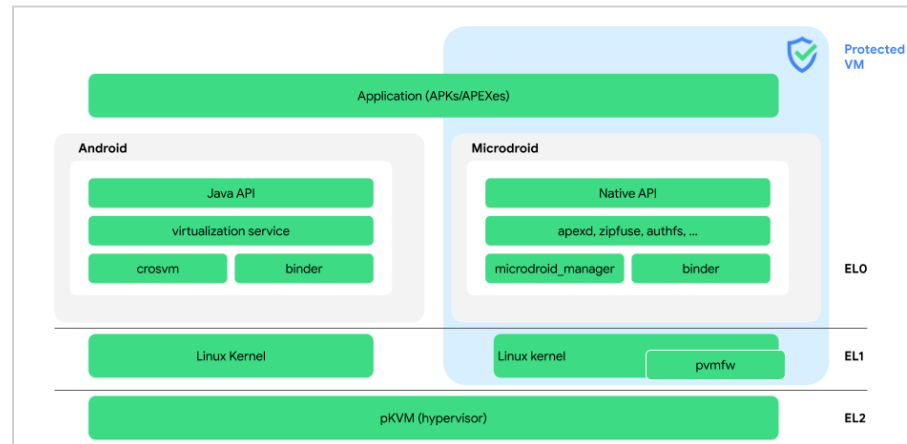 Protected
VM
Application (APKs/APEXes)
Android
Microdroid
Java API
Native API
virtualization service
apexd, zipfuse, authfs, ...
crosvm
binder
microdroid_manager
binder
EL0
Linux Kernel
Linux kernel
pvmfw
EL1
pKVM (hypervisor)
EL2